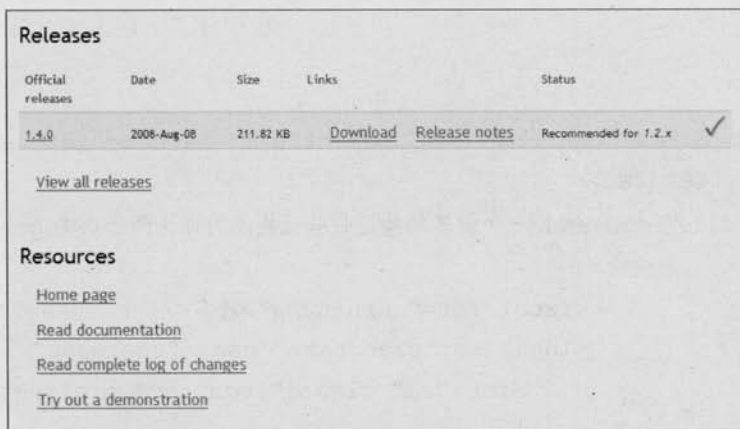 Releases
Official releases Date Size Links Status
1.4.0 2008-Aug-08 211.82 KB Download Release notes Recommended for 1.2.x ✓
View all releases
Resources
Home page
Read documentation
Read complete log of changes
Try out a demonstration